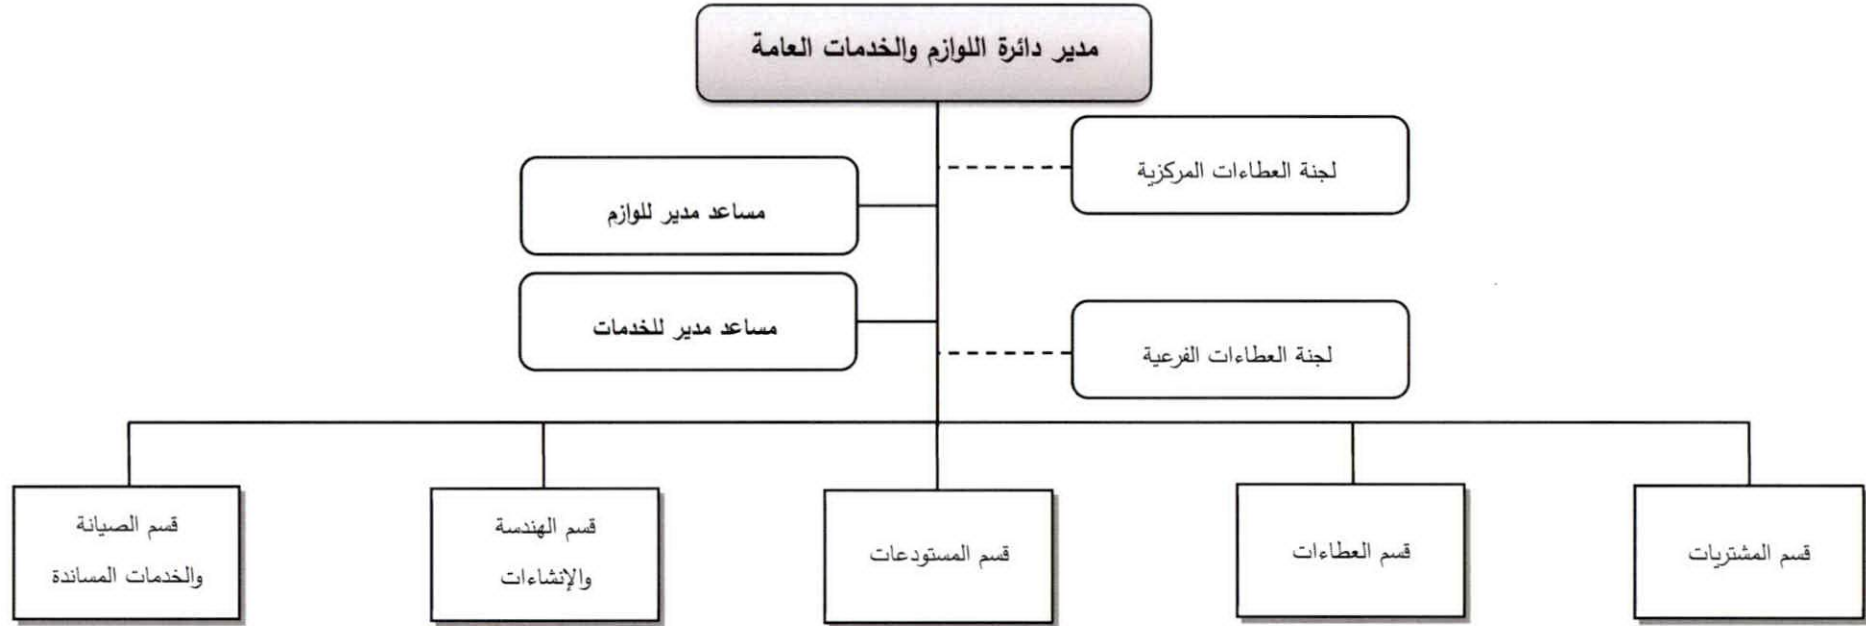 مدير دائرة اللوازم والخدمات العامة
لجنة العطاءات المركزية
مساعد مدير للوازم
مساعد مدير للخدمات
لجنة العطاءات الفرعية
قسم المشتريات
قسم العطاءات
قسم المستودعات
قسم الهندسة
والإنشاءات
قسم الصيانة
والخدمات المساندة